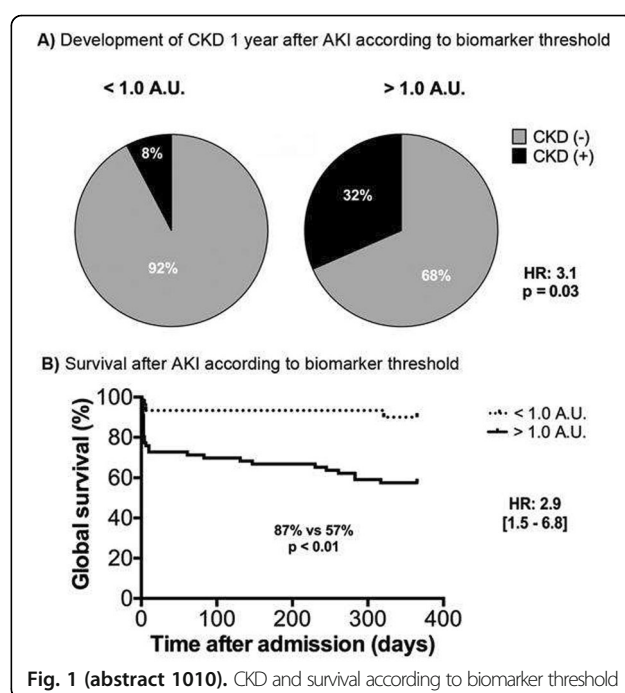 A) Development of CKD 1 year after AKI according to biomarker threshold
< 1.0 A.U.
> 1.0 A.U.
8%
92%
32%
68%
CKD (-)
CKD (+)
HR: 3.1
p = 0.03
B) Survival after AKI according to biomarker threshold
Global survival (%)
100
80
60
40
20
0
0 100 200 300 400
Time after admission (days)
87% vs 57%
p < 0.01
< 1.0 A.U.
> 1.0 A.U.
HR: 2.9
[1.5 - 6.8]
Fig. 1 (abstract 1010). CKD and survival according to biomarker threshold